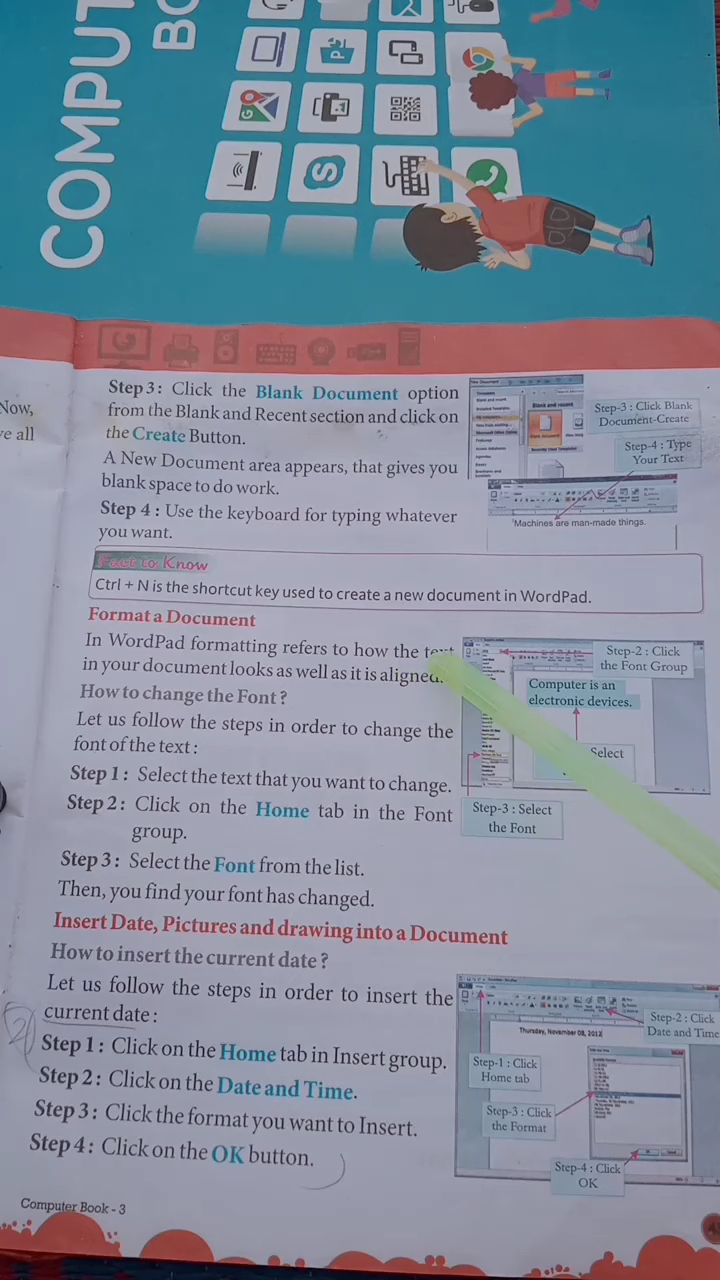 COMPUT
BO
Now,
ve all
Step 3: Click the Blank Document option
from the Blank and Recent section and click on
the Create Button.
A New Document area appears, that gives you
blank space to do work.
Step 4: Use the keyboard for typing whatever
you want.
Step-3 : Click Blank
Document-Create
Step-4 : Type
Your Text
Machines are man-made things.
Fact to Know
Ctrl + N is the shortcut key used to create a new document in WordPad.
Format a Document
In WordPad formatting refers to how the text
in your document looks as well as it is aligned.
How to change the Font ?
Let us follow the steps in order to change the
font of the text :
Step 1: Select the text that you want to change.
Step 2: Click on the Home tab in the Font
group.
Step 3: Select the Font from the list.
Then, you find your font has changed.
Step-2 : Click
the Font Group
Computer is an
electronic devices.
Select
Step-3 : Select
the Font
Insert Date, Pictures and drawing into a Document
How to insert the current date ?
Let us follow the steps in order to insert the
current date :
2
Step 1: Click on the Home tab in Insert group.
Step 2: Click on the Date and Time.
Step 3: Click the format you want to Insert.
Step 4: Click on the OK button.
Step-2 : Click
Date and Time
Thursday, November 08, 2012
Step-1 : Click
Home tab
Step-3 : Click
the Format
Step-4 : Click
OK
Computer Book - 3